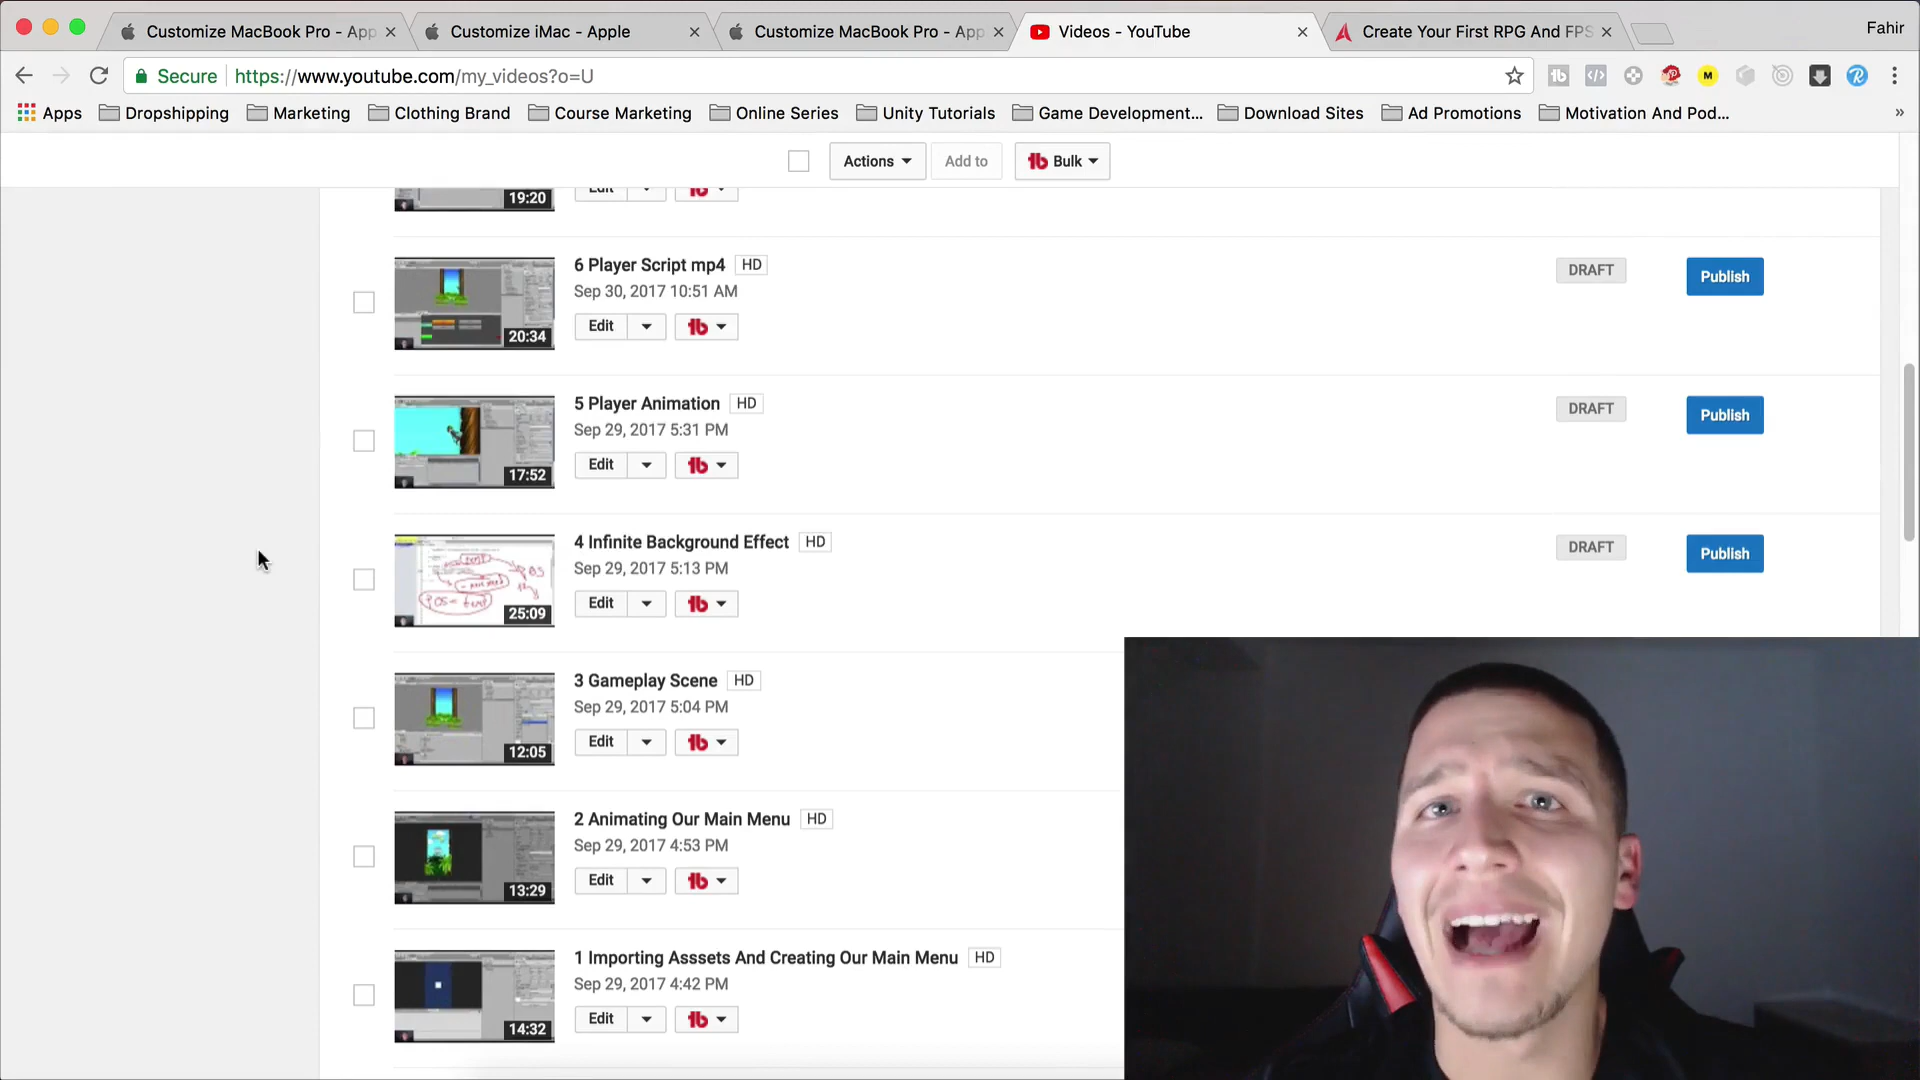 Customize MacBook Pro - App
Customize iMac - Apple
Customize MacBook Pro - App
Videos - YouTube
Create Your First RPG And FPS
Fahir
Secure
https://www.youtube.com/my_videos?o=U
Apps
Dropshipping
Marketing
Clothing Brand
Course Marketing
Online Series
Unity Tutorials
Game Development...
Download Sites
Ad Promotions
Motivation And Pod...
»
Actions
Add to
Bulk
19:20
Edit
6 Player Script mp4 HD
Sep 30, 2017 10:51 AM
Edit
20:34
DRAFT
Publish
5 Player Animation HD
Sep 29, 2017 5:31 PM
Edit
17:52
DRAFT
Publish
4 Infinite Background Effect HD
Sep 29, 2017 5:13 PM
Edit
25:09
DRAFT
Publish
3 Gameplay Scene HD
Sep 29, 2017 5:04 PM
Edit
12:05
2 Animating Our Main Menu HD
Sep 29, 2017 4:53 PM
Edit
13:29
1 Importing Asssets And Creating Our Main Menu HD
Sep 29, 2017 4:42 PM
Edit
14:32